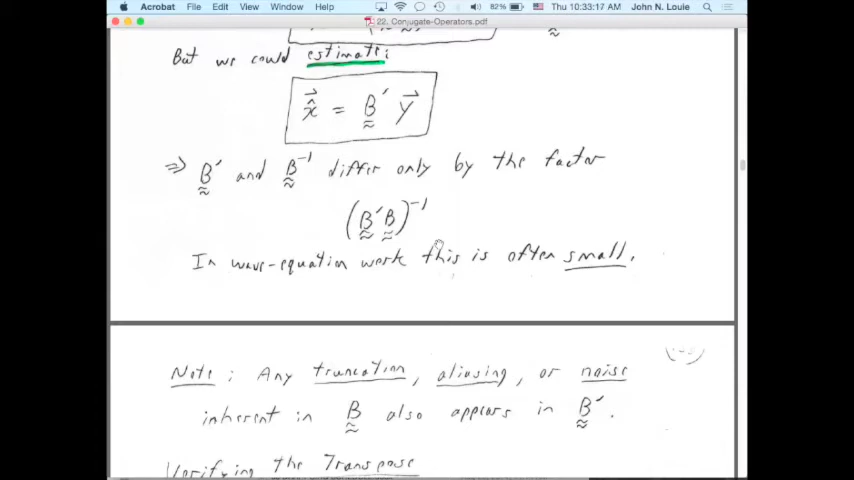 Acrobat File Edit View Window Help 82% Thu 10:33:17 AM John N. Louie
22. Conjugate-Operators.pdf
But we could estimate:
x̂ = B′ y
⇒ B′ and B⁻¹ differ only by the factor
(B′B)⁻¹
In wave-equation work this is often small.
Note: Any truncation, aliasing, or noise
inherent in B also appears in B′.
Verifying the Transpose